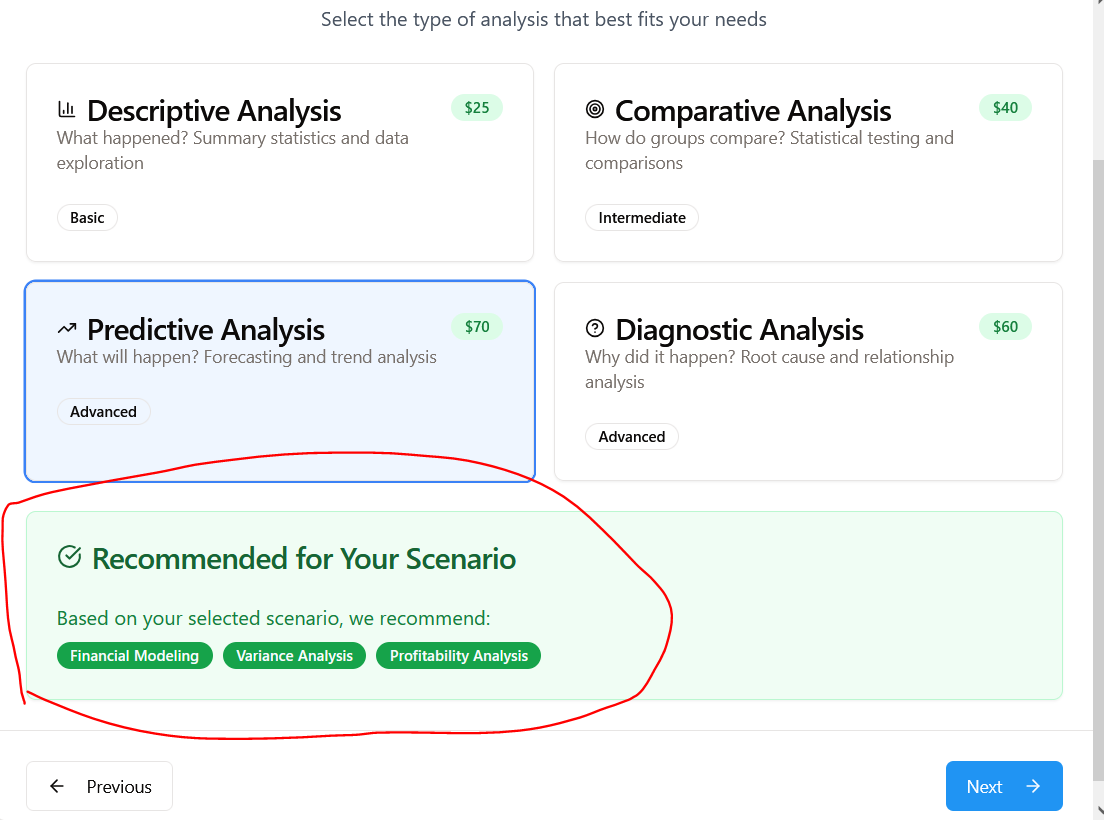 Select the type of analysis that best fits your needs
Descriptive Analysis
$25
What happened? Summary statistics and data
exploration
Basic
Comparative Analysis
$40
How do groups compare? Statistical testing and
comparisons
Intermediate
Predictive Analysis
$70
What will happen? Forecasting and trend analysis
Advanced
Diagnostic Analysis
$60
Why did it happen? Root cause and relationship
analysis
Advanced
Recommended for Your Scenario
Based on your selected scenario, we recommend:
Financial Modeling Variance Analysis Profitability Analysis
Previous
Next